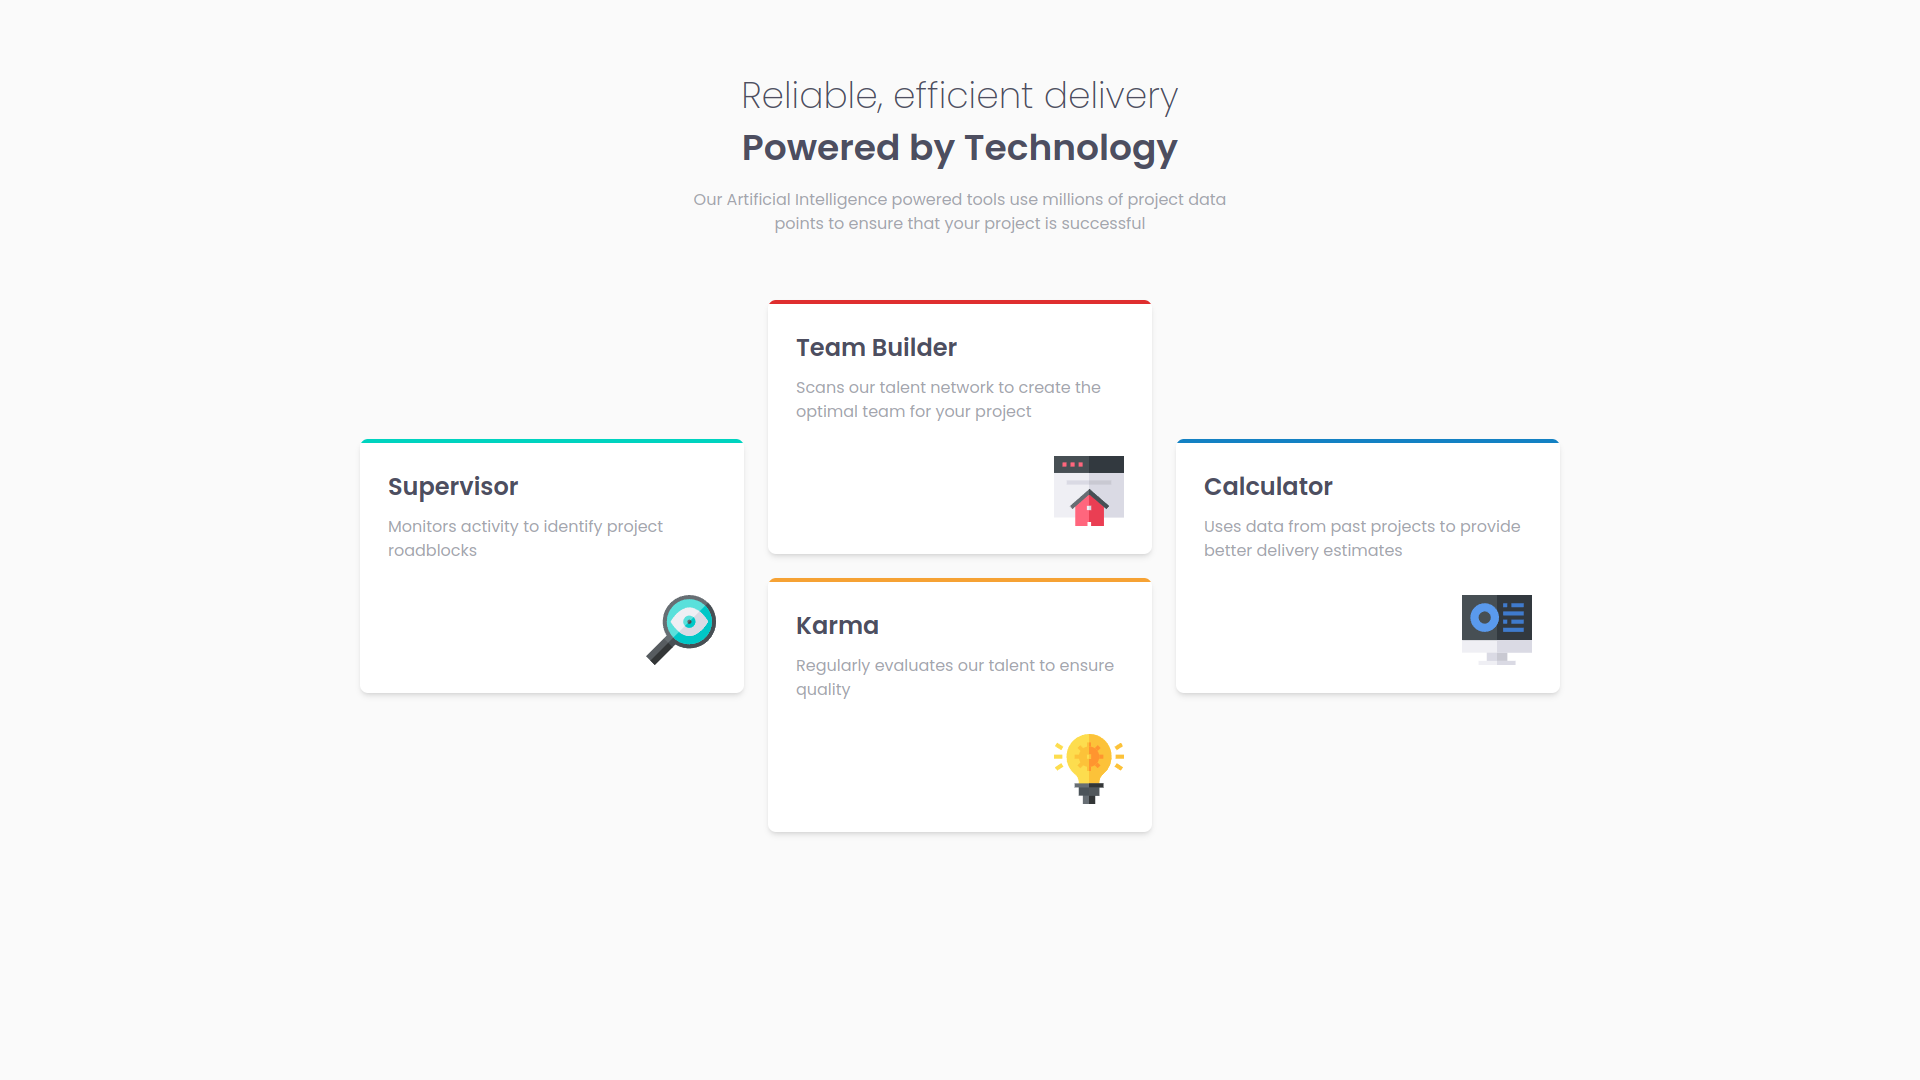 Reliable, efficient delivery
Powered by Technology
Our Artificial Intelligence powered tools use millions of project data
points to ensure that your project is successful
Supervisor
Monitors activity to identify project
roadblocks
Team Builder
Scans our talent network to create the
optimal team for your project
Karma
Regularly evaluates our talent to ensure
quality
Calculator
Uses data from past projects to provide
better delivery estimates